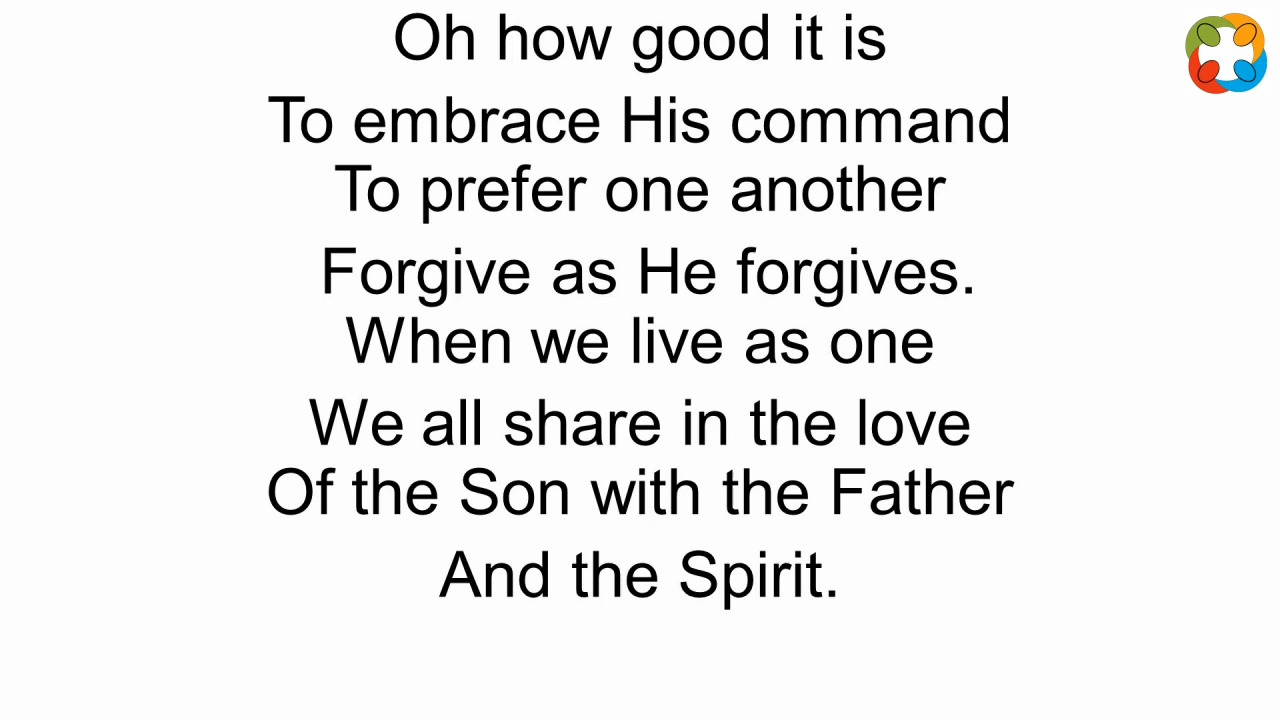 Oh how good it is
To embrace His command
To prefer one another
Forgive as He forgives.
When we live as one
We all share in the love
Of the Son with the Father
And the Spirit.